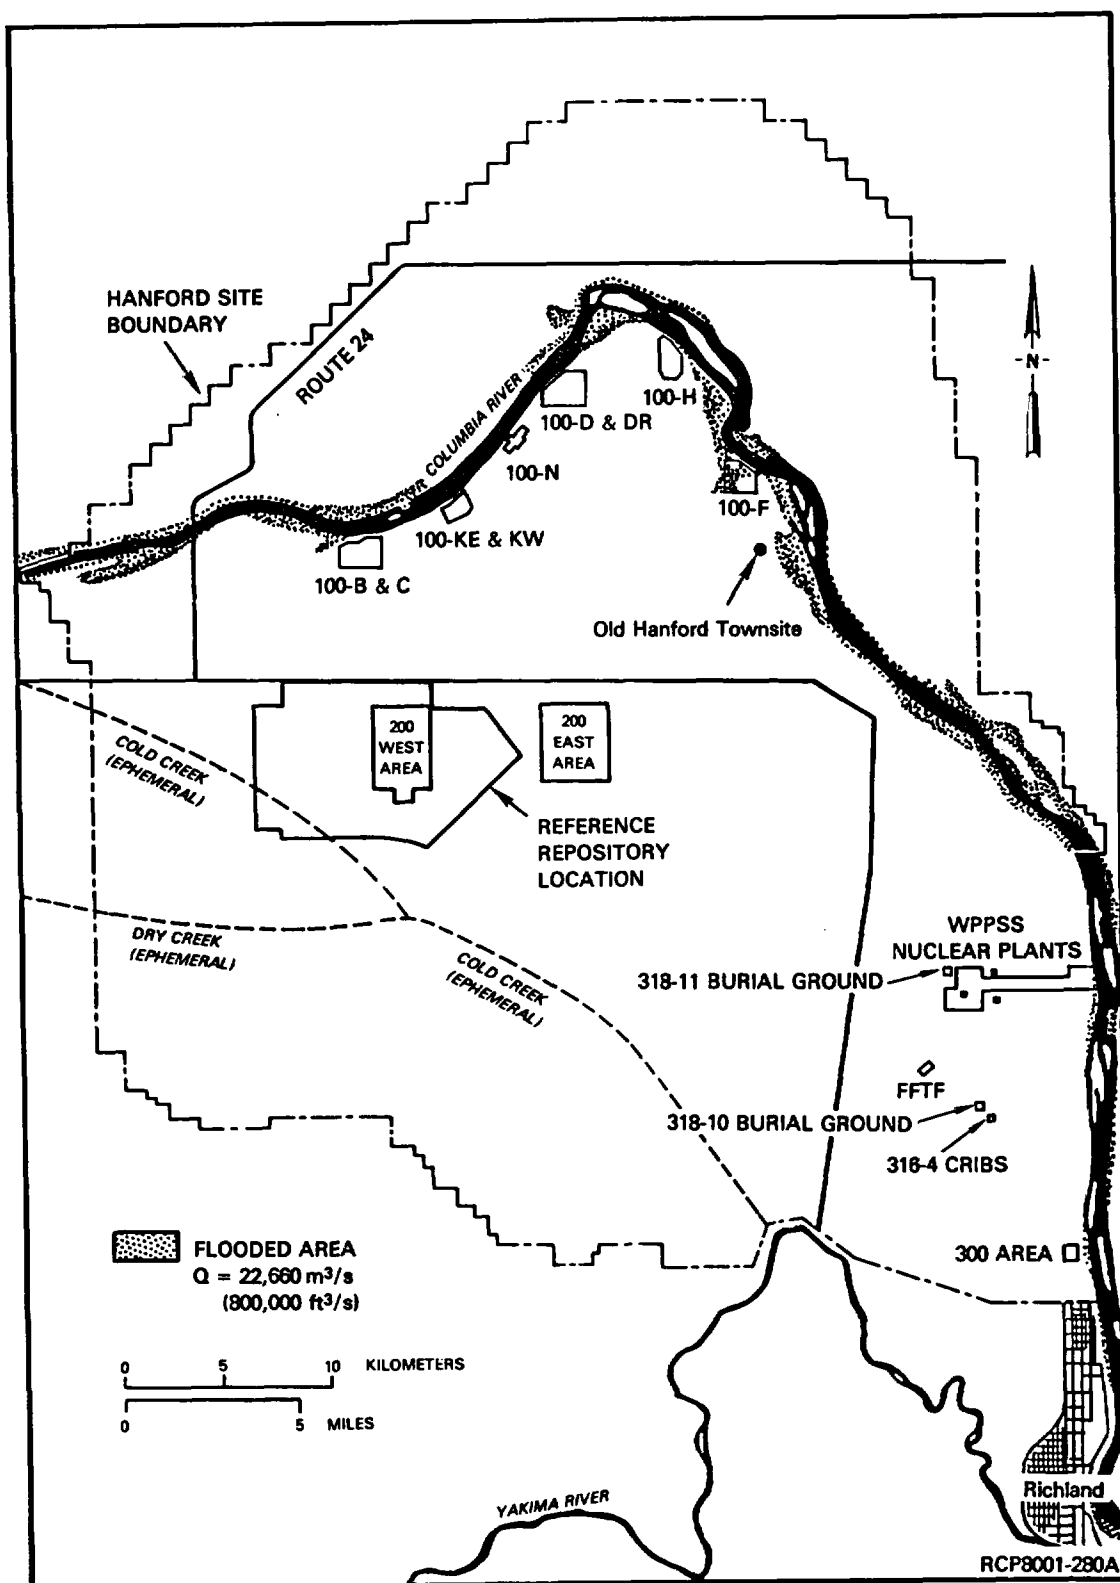 HANFORD SITE
BOUNDARY
ROUTE 24
N
COLUMBIA RIVER
100-H
100-D & DR
100-N
100-F
100-KE & KW
100-B & C
Old Hanford Townsite
COLD CREEK
(EPHEMERAL)
200
WEST
AREA
200
EAST
AREA
REFERENCE
REPOSITORY
LOCATION
DRY CREEK
(EPHEMERAL)
COLD CREEK
(EPHEMERAL)
WPPSS
NUCLEAR PLANTS
318-11 BURIAL GROUND
FFTF
318-10 BURIAL GROUND
316-4 CRIBS
300 AREA
FLOODED AREA
Q = 22,660 m³/s
(800,000 ft³/s)
0 5 10 KILOMETERS
0 5 MILES
Richland
YAKIMA RIVER
RCP8001-280A